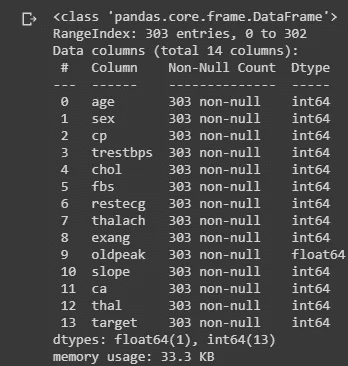 <class 'pandas.core.frame.DataFrame'>
RangeIndex: 303 entries, 0 to 302
Data columns (total 14 columns):
 #   Column    Non-Null Count  Dtype
---  ------    --------------  -----
 0   age       303 non-null    int64
 1   sex       303 non-null    int64
 2   cp        303 non-null    int64
 3   trestbps  303 non-null    int64
 4   chol      303 non-null    int64
 5   fbs       303 non-null    int64
 6   restecg   303 non-null    int64
 7   thalach   303 non-null    int64
 8   exang     303 non-null    int64
 9   oldpeak   303 non-null    float64
 10  slope     303 non-null    int64
 11  ca        303 non-null    int64
 12  thal      303 non-null    int64
 13  target    303 non-null    int64
dtypes: float64(1), int64(13)
memory usage: 33.3 KB